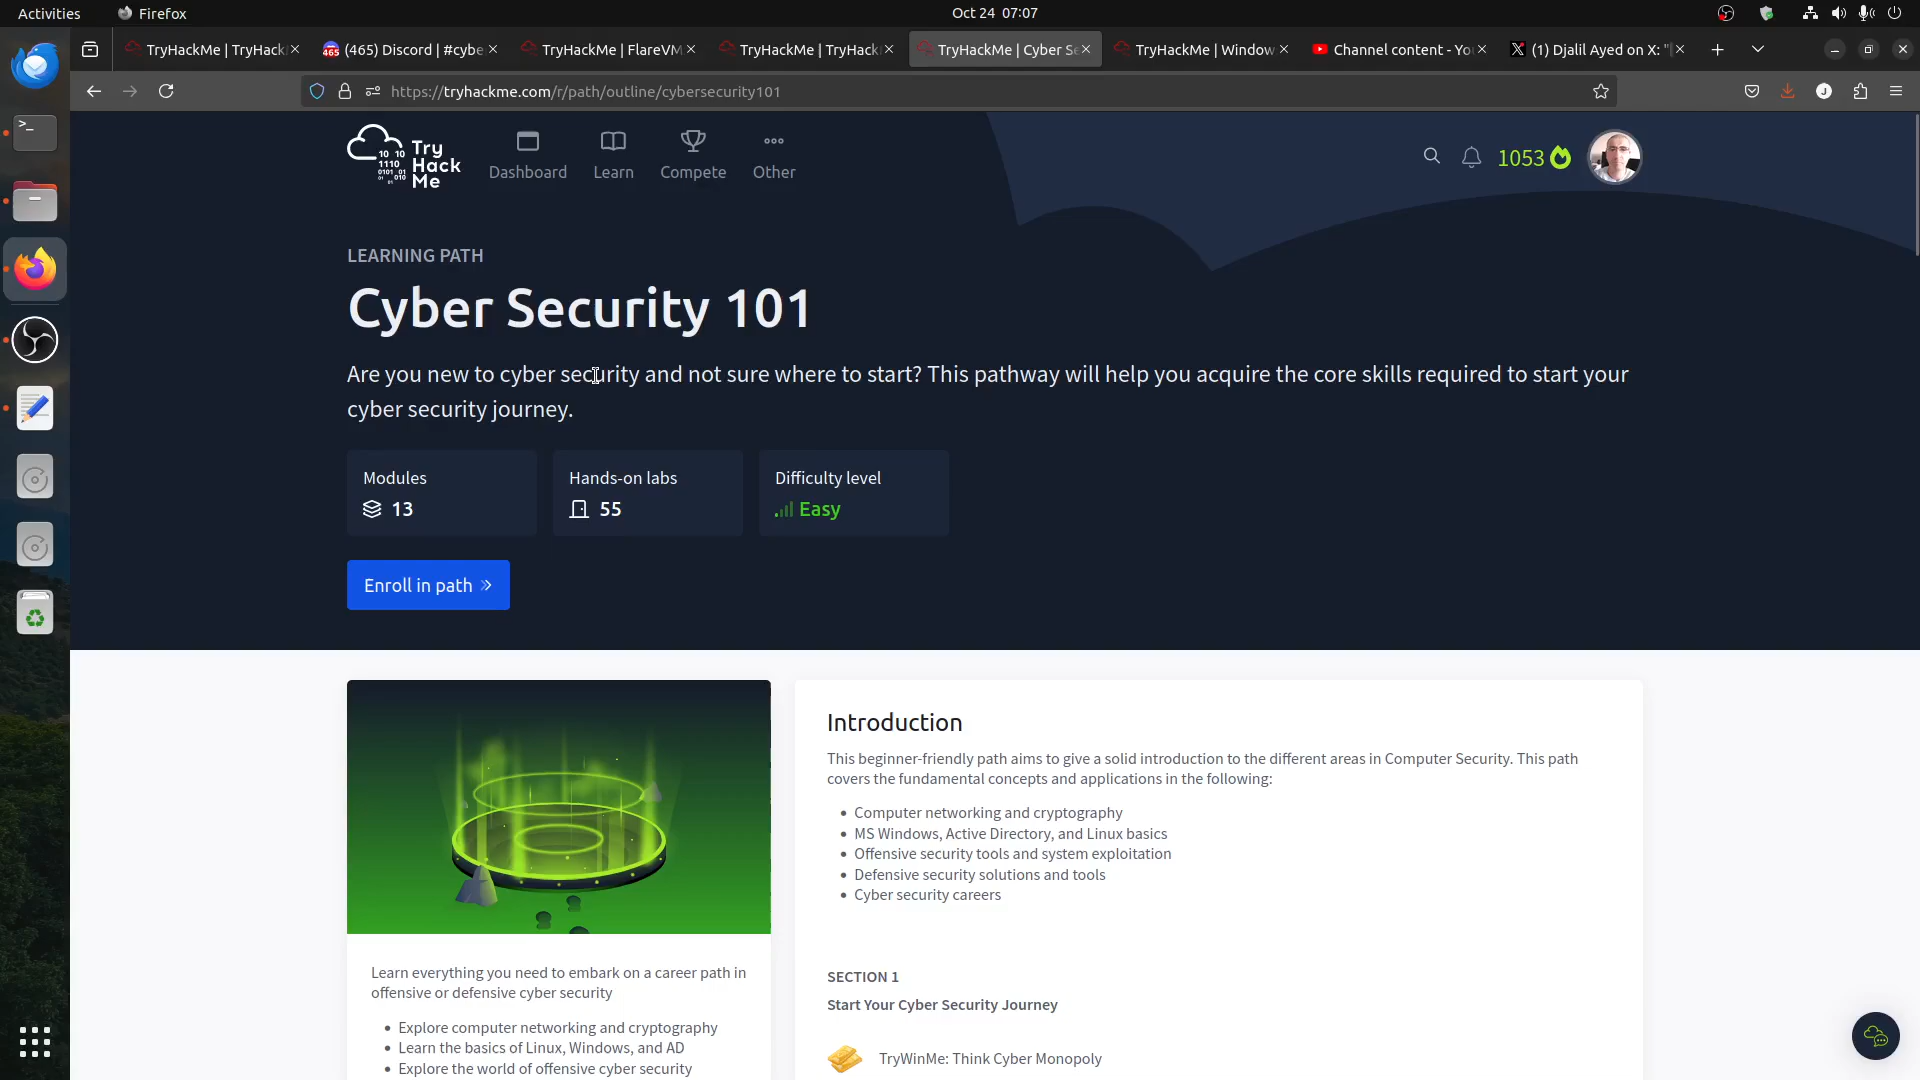 Activities
Firefox
Oct 24 07:07
TryHackMe | TryHack
(465) Discord | #cybe
TryHackMe | FlareVM
TryHackMe | TryHack
TryHackMe | Cyber Se
TryHackMe | Window
Channel content - You
(1) Djalil Ayed on X: "
https://tryhackme.com/r/path/outline/cybersecurity101
Try
Hack
Me
Dashboard
Learn
Compete
Other
1053
LEARNING PATH
Cyber Security 101
Are you new to cyber security and not sure where to start? This pathway will help you acquire the core skills required to start your
cyber security journey.
Modules
13
Hands-on labs
55
Difficulty level
Easy
Enroll in path
Learn everything you need to embark on a career path in
offensive or defensive cyber security
• Explore computer networking and cryptography
• Learn the basics of Linux, Windows, and AD
• Explore the world of offensive cyber security
Introduction
This beginner-friendly path aims to give a solid introduction to the different areas in Computer Security. This path
covers the fundamental concepts and applications in the following:
• Computer networking and cryptography
• MS Windows, Active Directory, and Linux basics
• Offensive security tools and system exploitation
• Defensive security solutions and tools
• Cyber security careers
SECTION 1
Start Your Cyber Security Journey
TryWinMe: Think Cyber Monopoly